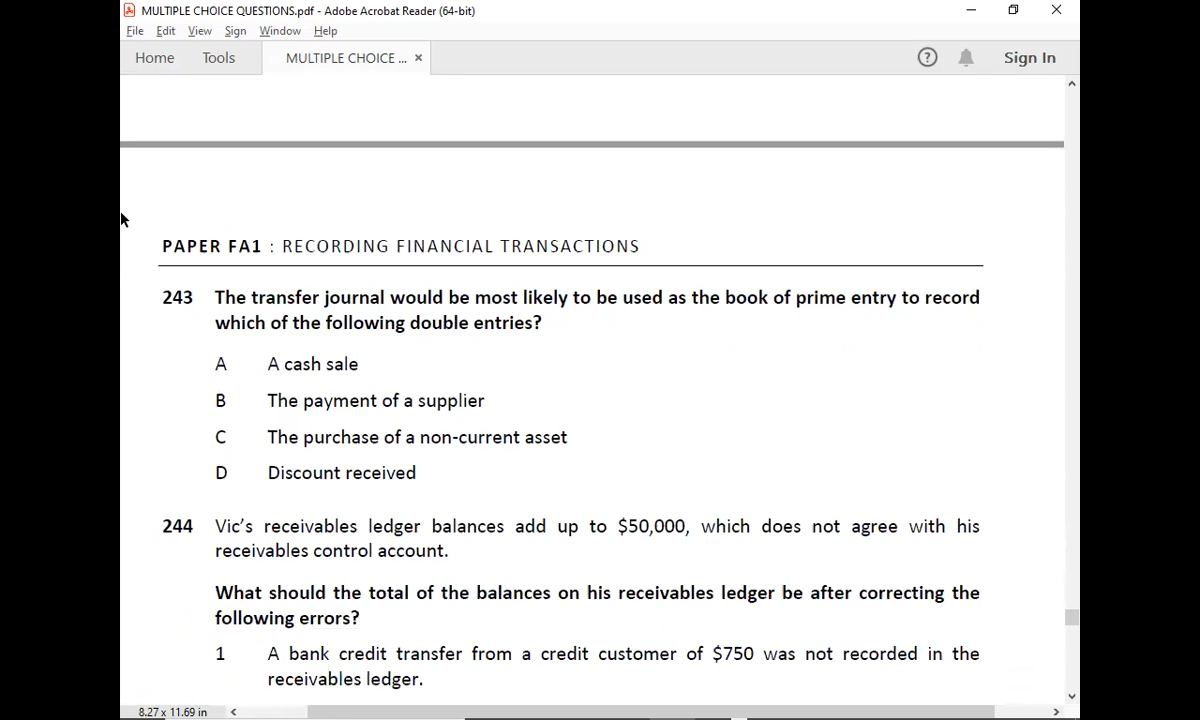 MULTIPLE CHOICE QUESTIONS.pdf - Adobe Acrobat Reader (64-bit)
File Edit View Sign Window Help
Home Tools MULTIPLE CHOICE ... × ? Sign In
PAPER FA1 : RECORDING FINANCIAL TRANSACTIONS
243 The transfer journal would be most likely to be used as the book of prime entry to record
which of the following double entries?
A A cash sale
B The payment of a supplier
C The purchase of a non-current asset
D Discount received
244 Vic's receivables ledger balances add up to $50,000, which does not agree with his
receivables control account.
What should the total of the balances on his receivables ledger be after correcting the
following errors?
1 A bank credit transfer from a credit customer of $750 was not recorded in the
receivables ledger.
8.27 x 11.69 in